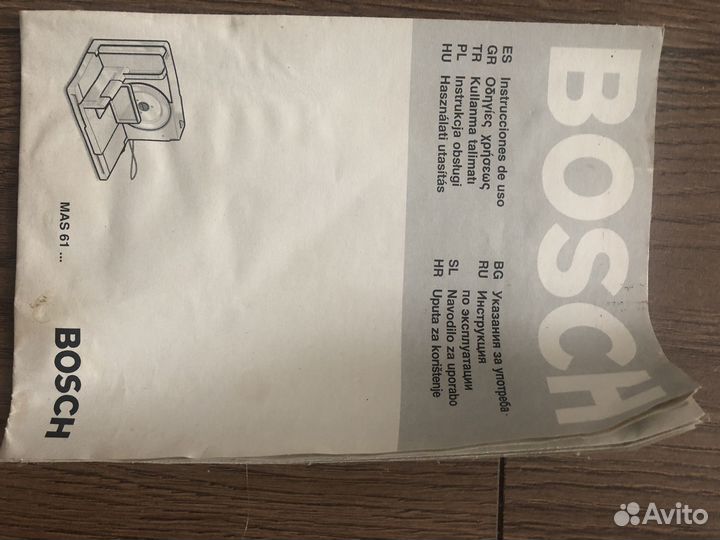 BOSCH
ES Instrucciones de uso
GR Οδηγίες χρήσεως
TR Kullanma talimatı
PL Instrukcja obsługi
HU Használati utasítás
BG Указания за употреба
RU Инструкция
по эксплуатации
SL Navodilo za uporabo
HR Uputa za korištenje
MAS 61 ...
BOSCH
Avito